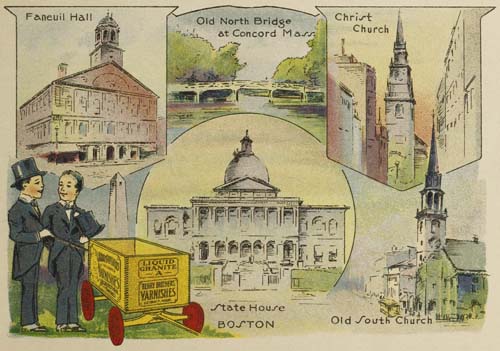 Faneuil Hall
Old North Bridge
at Concord Mass.
Christ
Church
LIQUID
GRANITE
A
BERRY BROTHERS
VARNISHES
State House
BOSTON
Old South Church